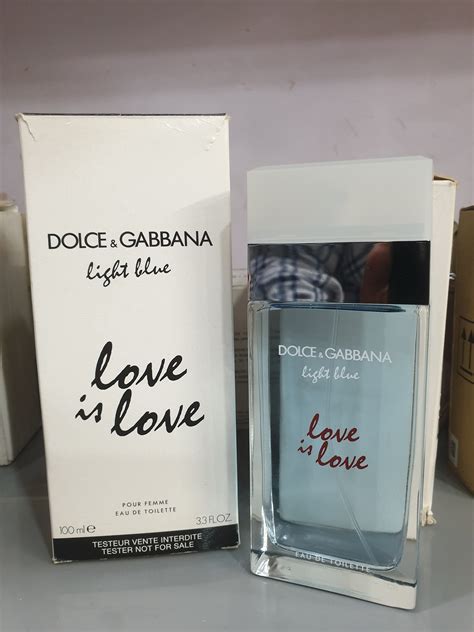 DOLCE & GABBANA
light blue
love
is love
POUR FEMME
EAU DE TOILETTE
100 ml e
3.3 FL.OZ.
TESTEUR VENTE INTERDITE
TESTER NOT FOR SALE
DOLCE & GABBANA
light blue
love
is love
EAU DE TOILETTE